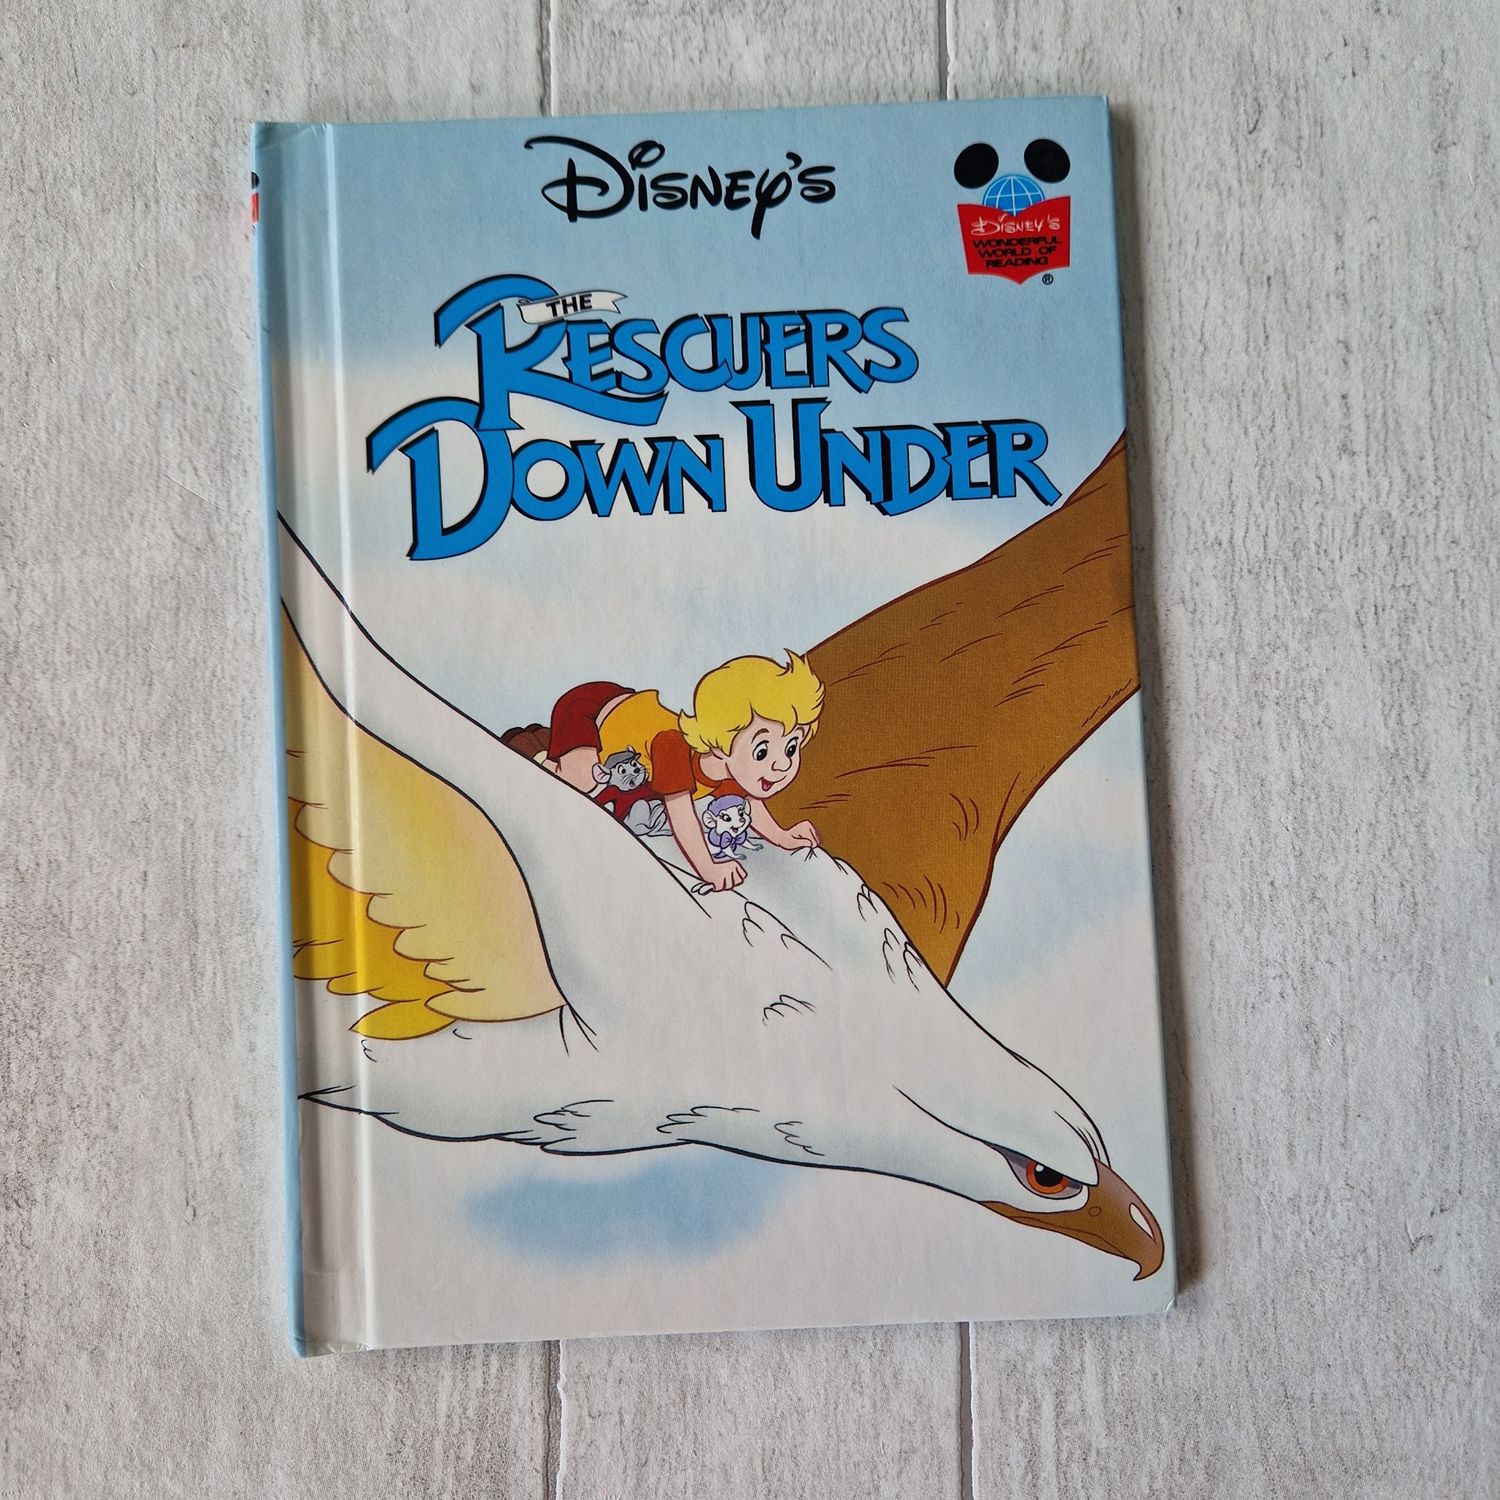 Disney's
THE
RESCUERS
DOWN UNDER
Disney's
WONDERFUL
WORLD OF
READING
®